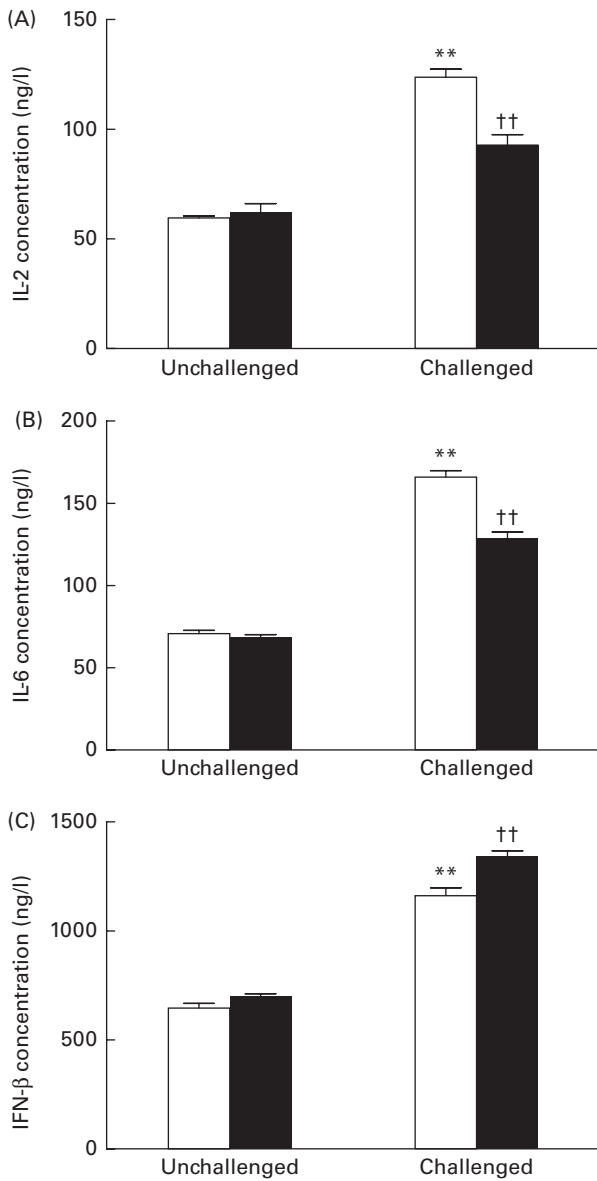 (A)
150
**
††
100
50
0
IL-2 concentration (ng/l)
Unchallenged Challenged
(B)
200
**
††
150
100
50
0
IL-6 concentration (ng/l)
Unchallenged Challenged
(C)
1500
††
**
1000
500
0
IFN-β concentration (ng/l)
Unchallenged Challenged